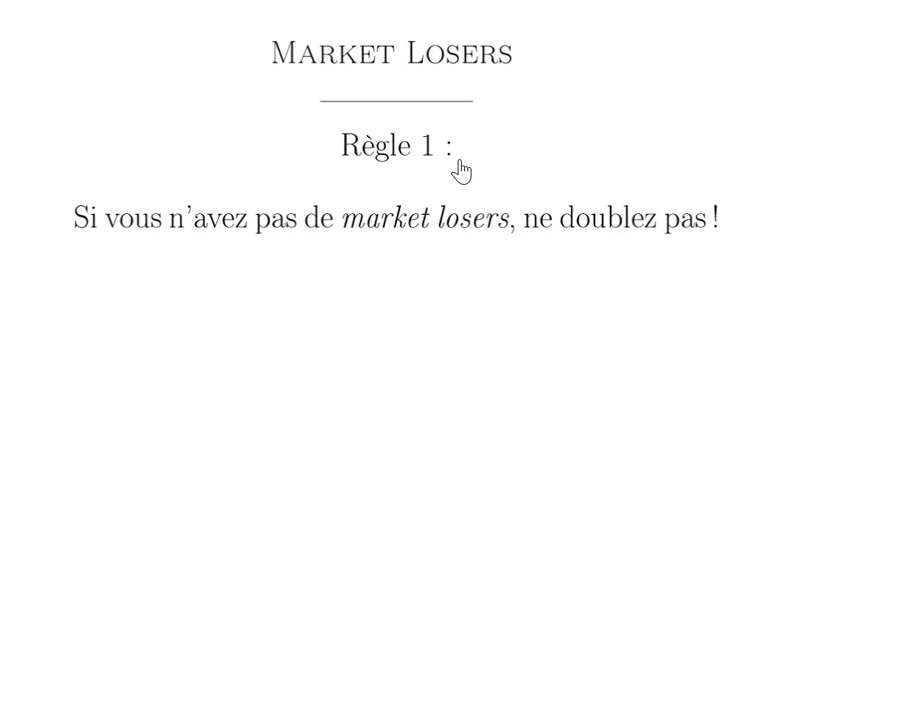 Market Losers
Règle 1 :
Si vous n'avez pas de market losers, ne doublez pas !